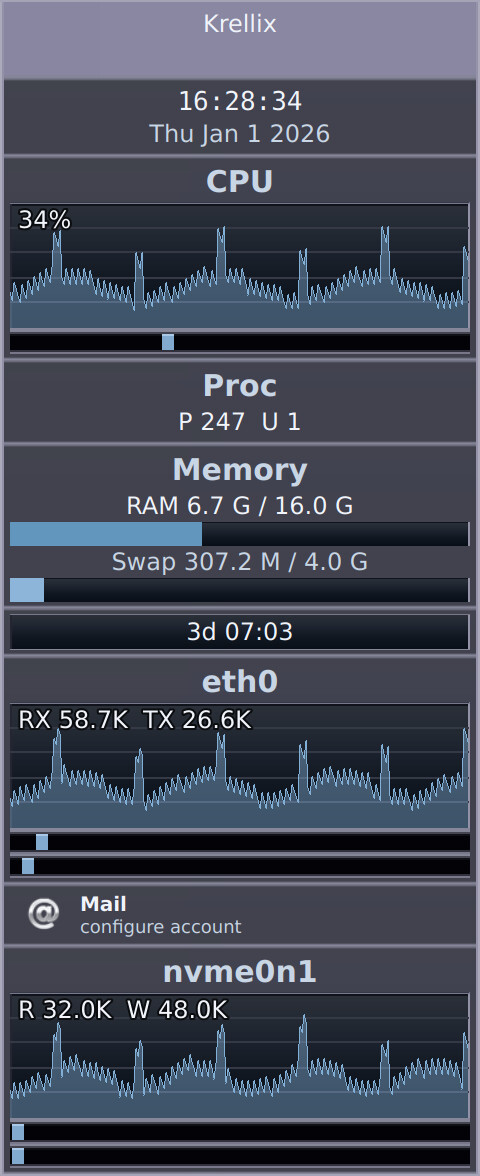 Krellix
16:28:34
Thu Jan 1 2026
CPU
34%
Proc
P 247 U 1
Memory
RAM 6.7 G / 16.0 G
Swap 307.2 M / 4.0 G
3d 07:03
eth0
RX 58.7K TX 26.6K
@
Mail
configure account
nvme0n1
R 32.0K W 48.0K